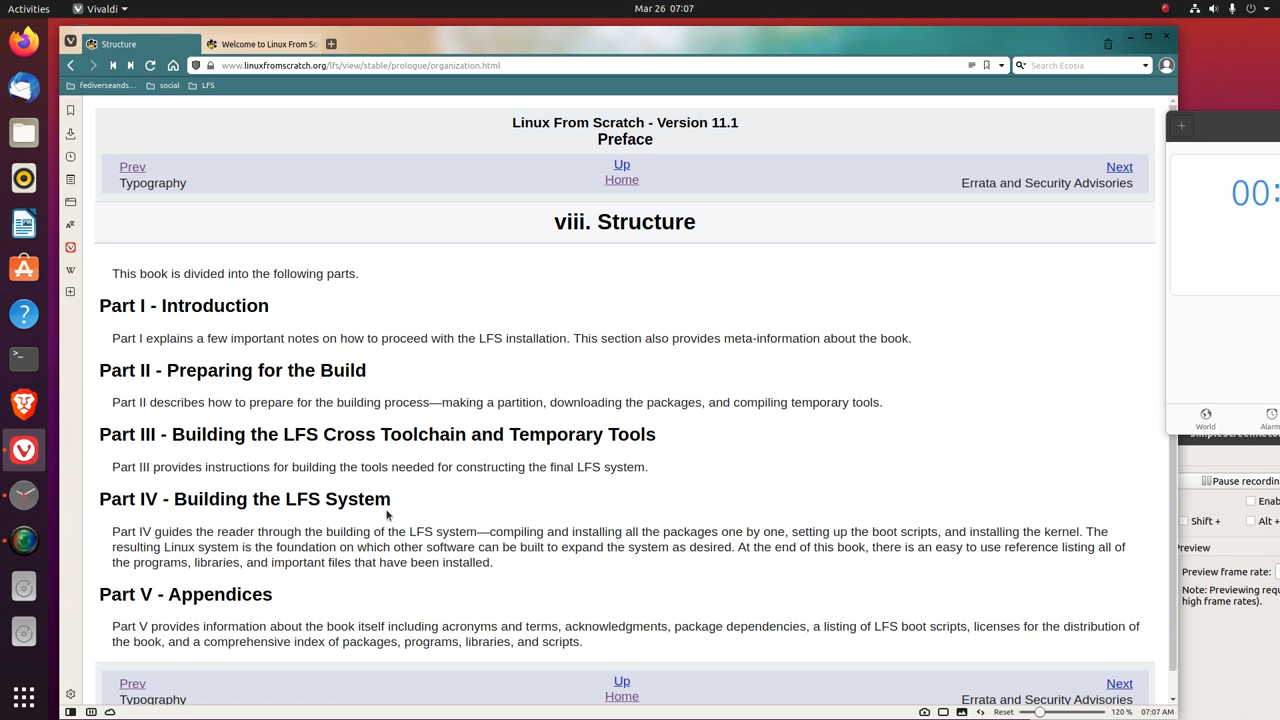 Activities
Vivaldi
Mar 26 07:07
Structure
Welcome to Linux From Sc
www.linuxfromscratch.org/lfs/view/stable/prologue/organization.html
Search Ecosia
fediverseands...
social
LFS
Linux From Scratch - Version 11.1
Preface
Prev
Up
Next
Typography
Home
Errata and Security Advisories
viii. Structure
This book is divided into the following parts.
Part I - Introduction
Part I explains a few important notes on how to proceed with the LFS installation. This section also provides meta-information about the book.
Part II - Preparing for the Build
Part II describes how to prepare for the building process—making a partition, downloading the packages, and compiling temporary tools.
Part III - Building the LFS Cross Toolchain and Temporary Tools
Part III provides instructions for building the tools needed for constructing the final LFS system.
Part IV - Building the LFS System
Part IV guides the reader through the building of the LFS system—compiling and installing all the packages one by one, setting up the boot scripts, and installing the kernel. The
resulting Linux system is the foundation on which other software can be built to expand the system as desired. At the end of this book, there is an easy to use reference listing all of
the programs, libraries, and important files that have been installed.
Part V - Appendices
Part V provides information about the book itself including acronyms and terms, acknowledgments, package dependencies, a listing of LFS boot scripts, licenses for the distribution of
the book, and a comprehensive index of packages, programs, libraries, and scripts.
Prev
Up
Next
Typography
Home
Errata and Security Advisories
Reset
120 %
07:07 AM
00:
World
Alarm
Pause recordin
Enab
Shift +
Alt +
Preview
Preview frame rate:
Note: Previewing requ
high frame rates).